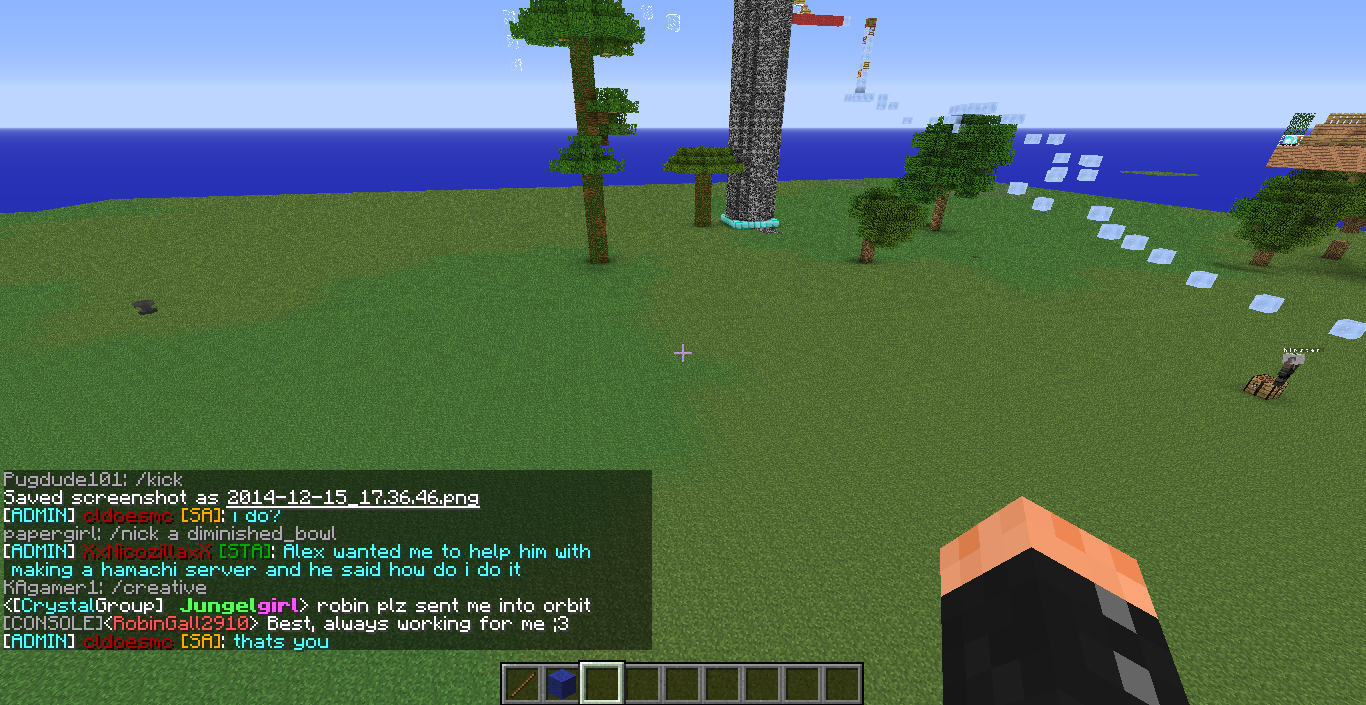 Pugdude101: /kick
Saved screenshot as 2014-12-15_17.36.46.png
[ADMIN] cldoesmc [SA]: i do?
papergirl: /nick a diminished_bowl
[ADMIN] XxNicozillaxX [STA]: Alex wanted me to help him with
making a hamachi server and he said how do i do it
KAgamer1: /creative
<[CrystalGroup] Jungelgirl> robin plz sent me into orbit
[CONSOLE]<RobinGall2910> Best, always working for me ;3
[ADMIN] cldoesmc [SA]: thats you